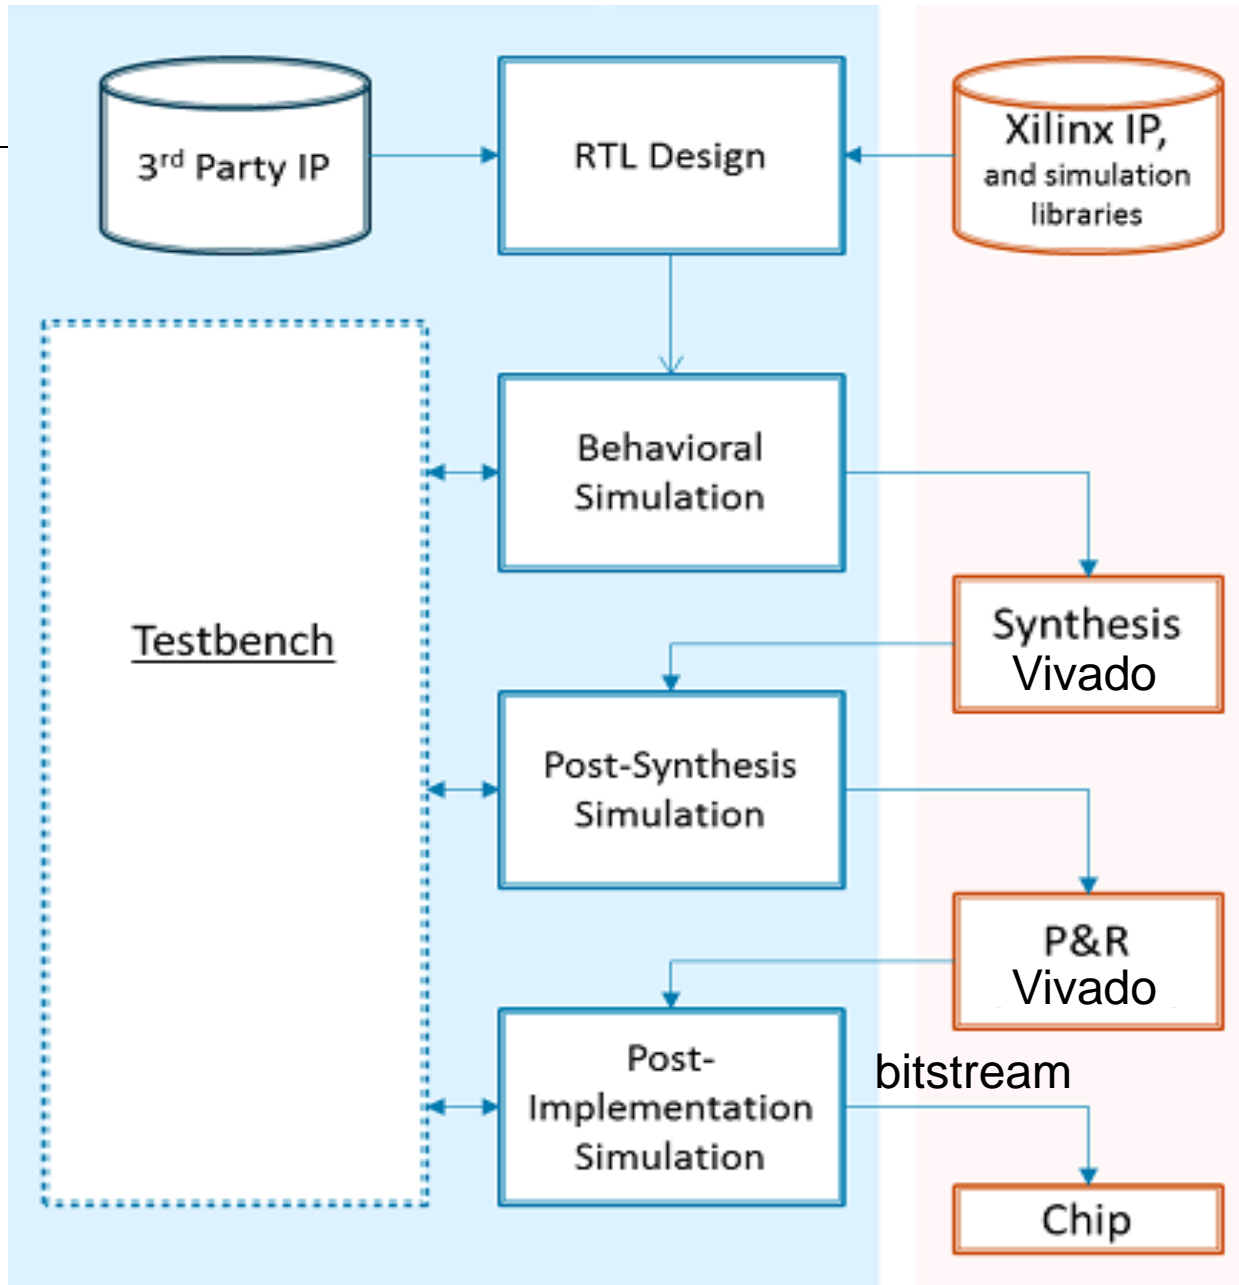 3rd Party IP
RTL Design
Xilinx IP,
and simulation
libraries
Behavioral
Simulation
Testbench
Synthesis
Vivado
Post-Synthesis
Simulation
P&R
Vivado
Post-
Implementation
Simulation
bitstream
Chip